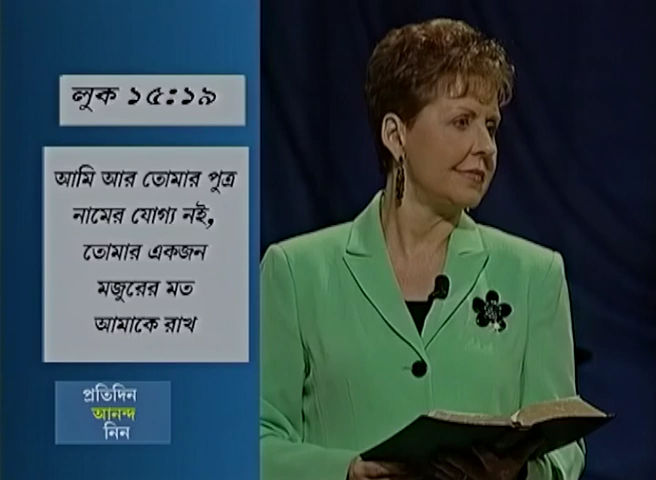 লুক ১৫:১৯
আমি আর তোমার পুত্র
নামের যোগ্য নই,
তোমার একজন
মজুরের মত
আমাকে রাখ
প্রতিদিন
আনন্দ
নিন